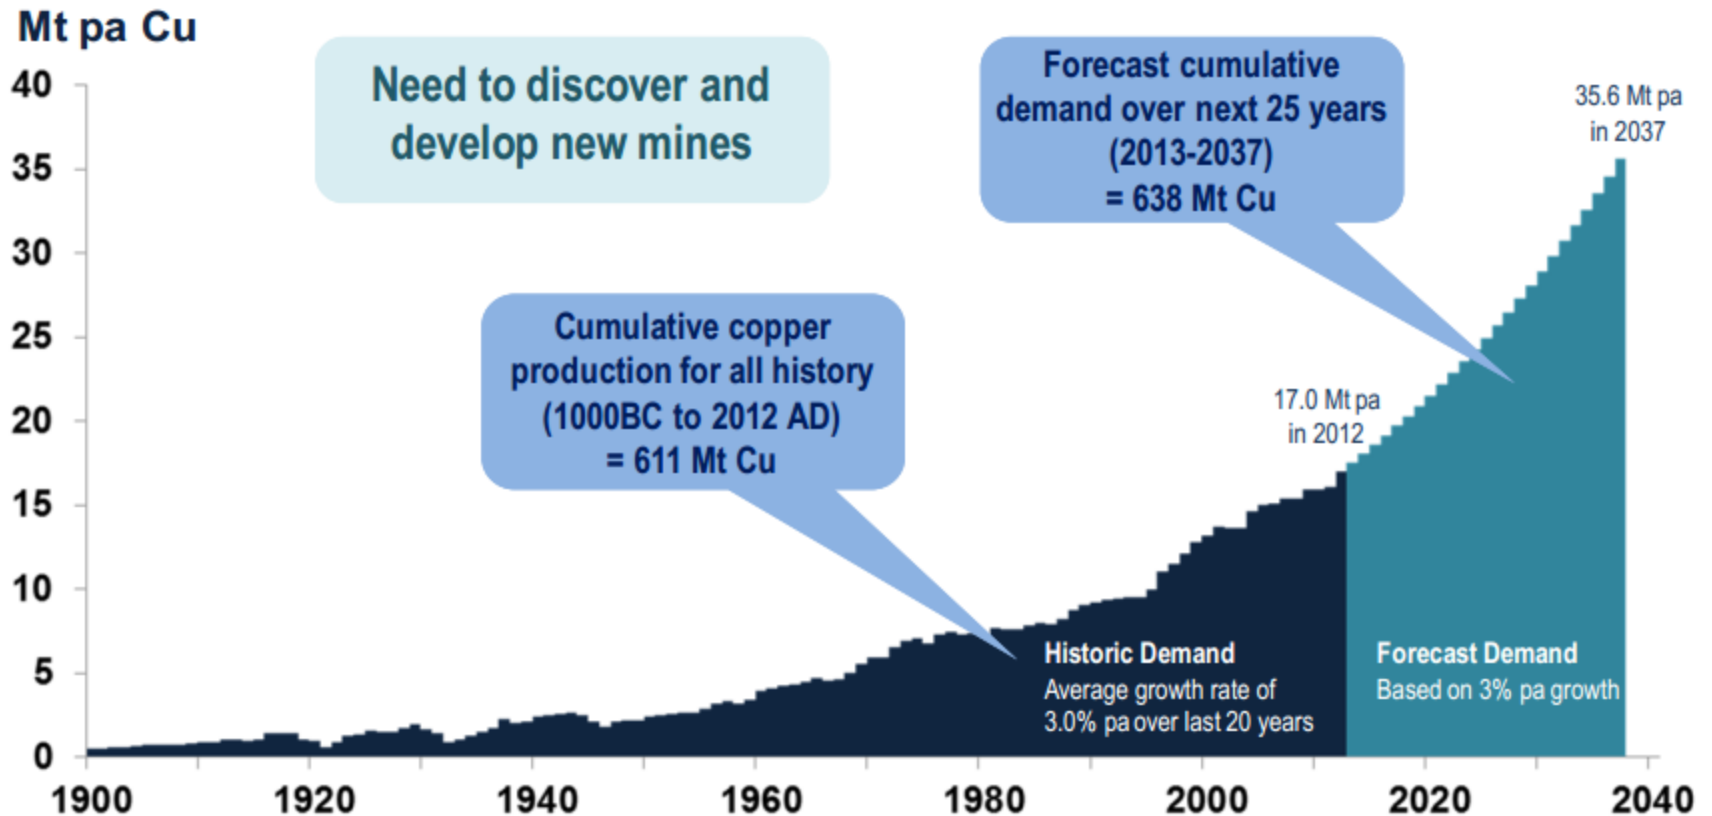 Mt pa Cu
Need to discover and
develop new mines
Forecast cumulative
demand over next 25 years
(2013-2037)
= 638 Mt Cu
35.6 Mt pa
in 2037
Cumulative copper
production for all history
(1000BC to 2012 AD)
= 611 Mt Cu
17.0 Mt pa
in 2012
Historic Demand
Average growth rate of
3.0% pa over last 20 years
Forecast Demand
Based on 3% pa growth
40
35
30
25
20
15
10
5
0
1900 1920 1940 1960 1980 2000 2020 2040